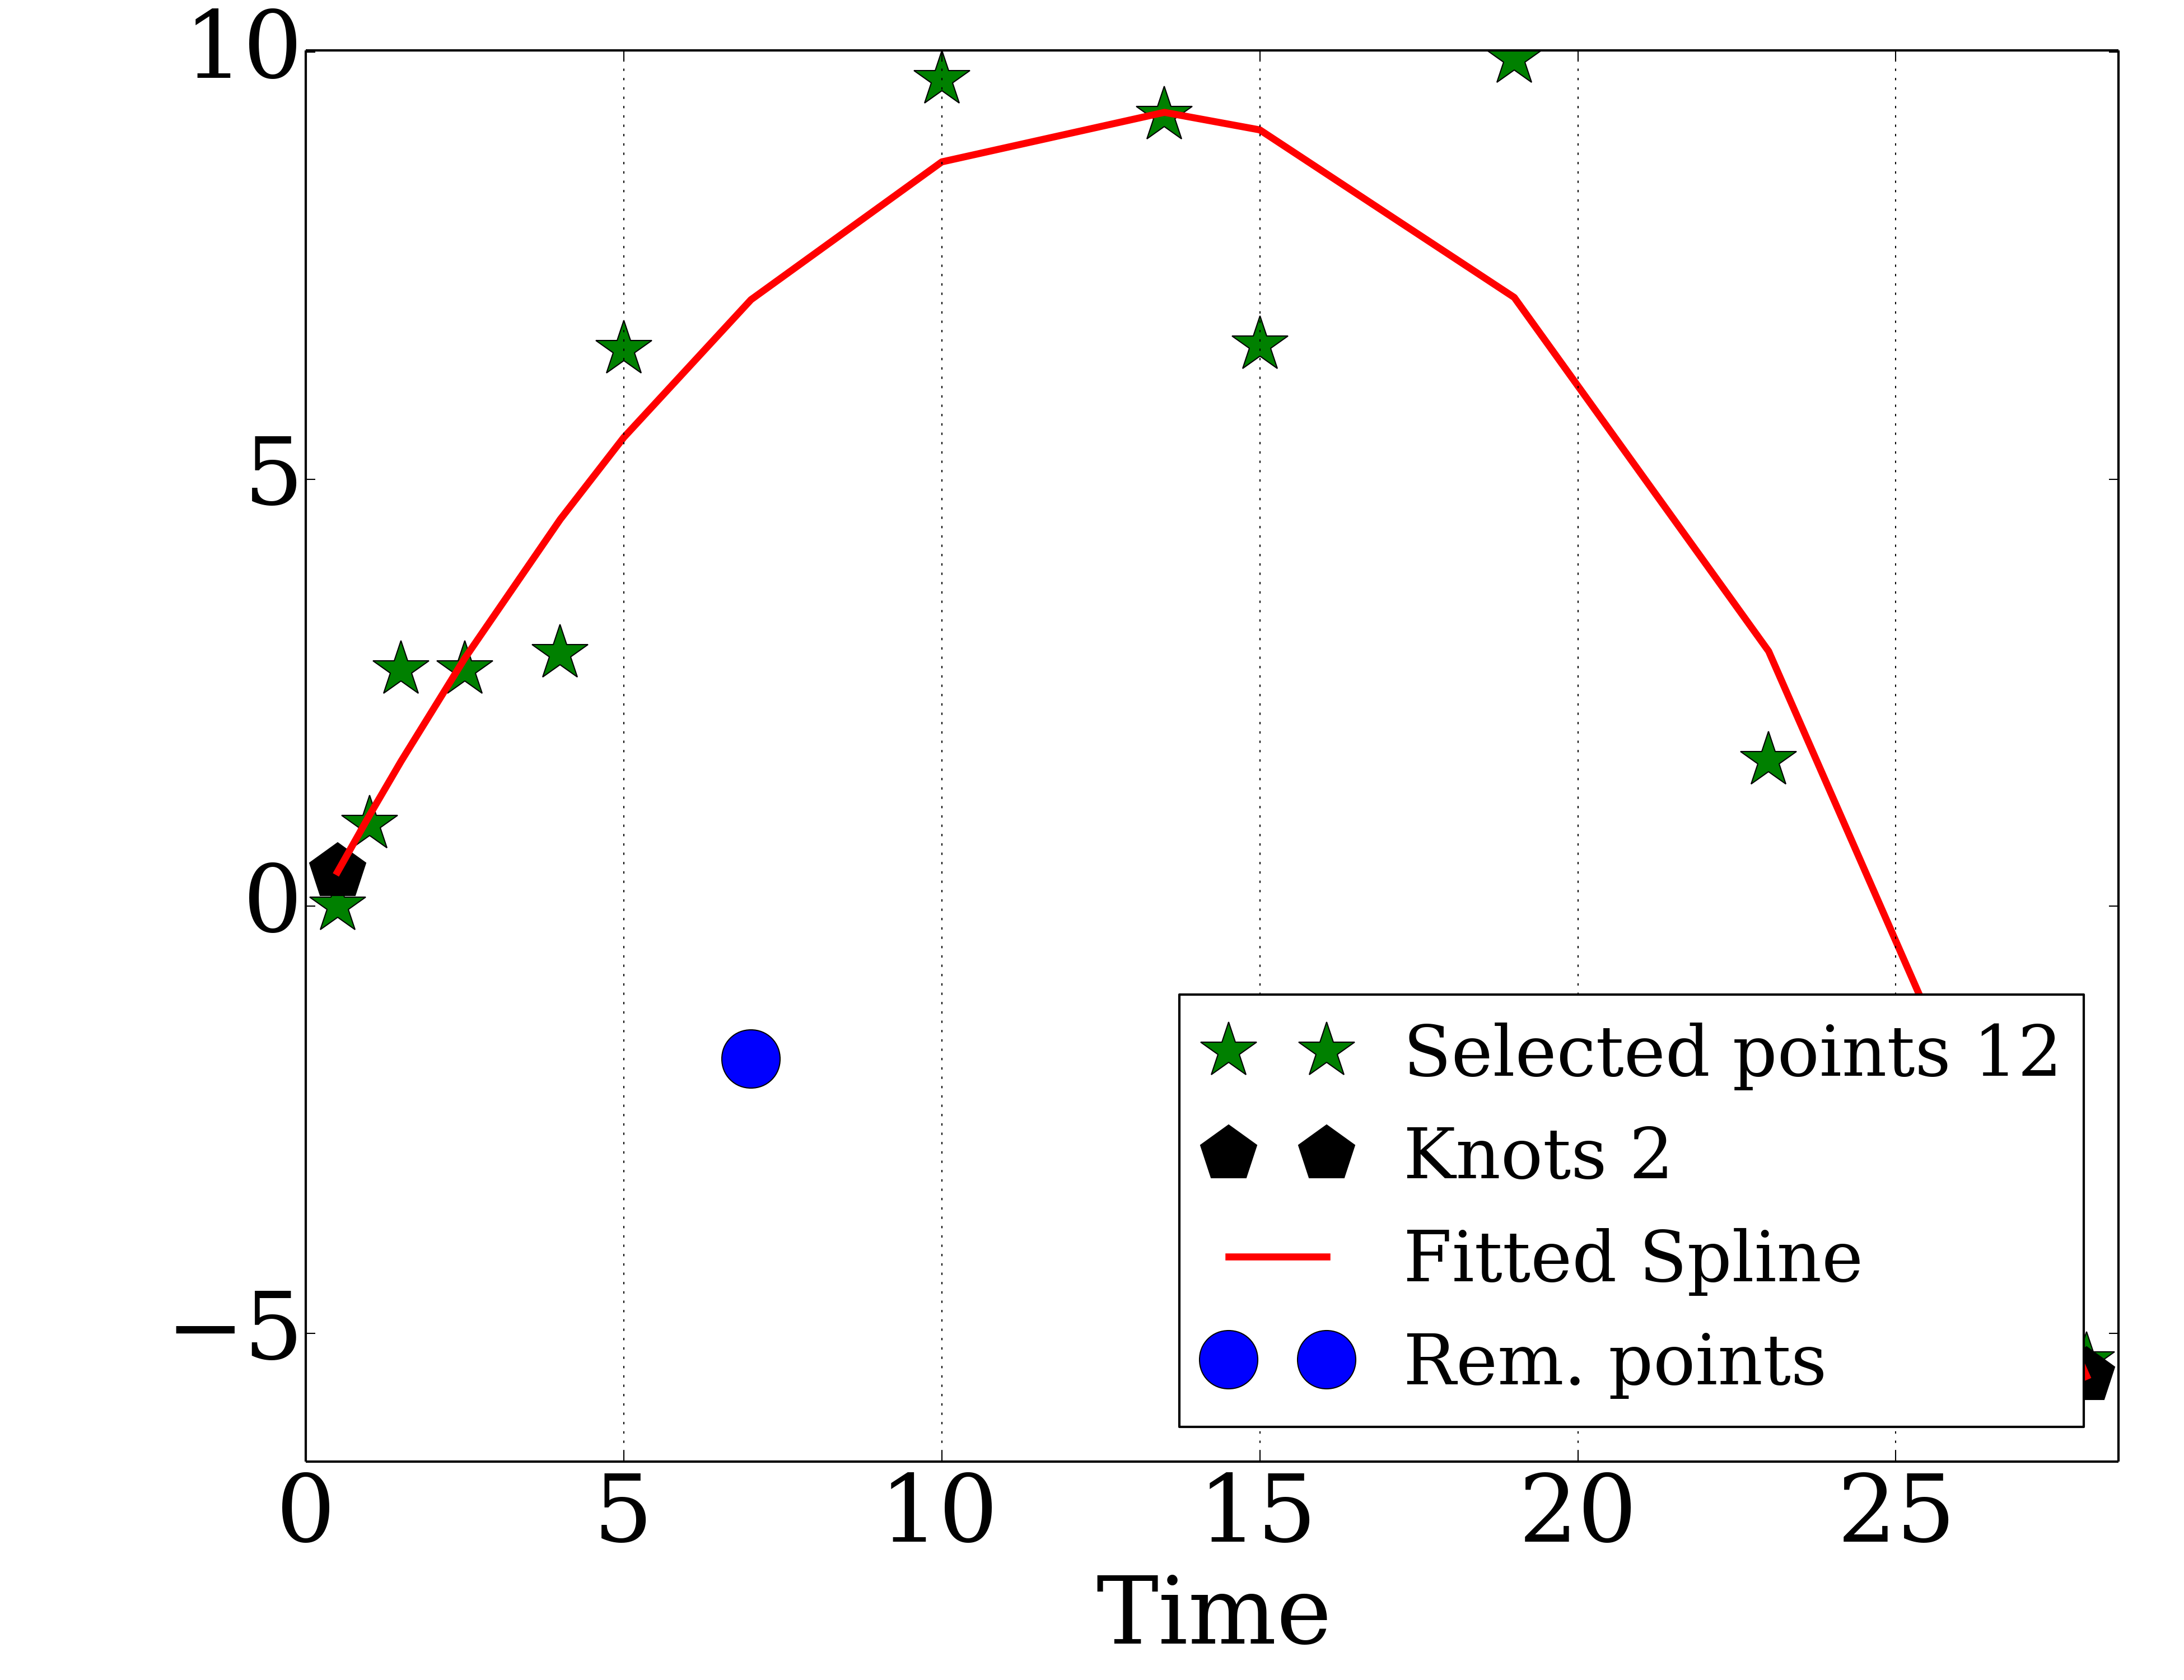 10
5
0
−5
Selected points 12
Knots 2
Fitted Spline
Rem. points
0 5 10 15 20 25
Time